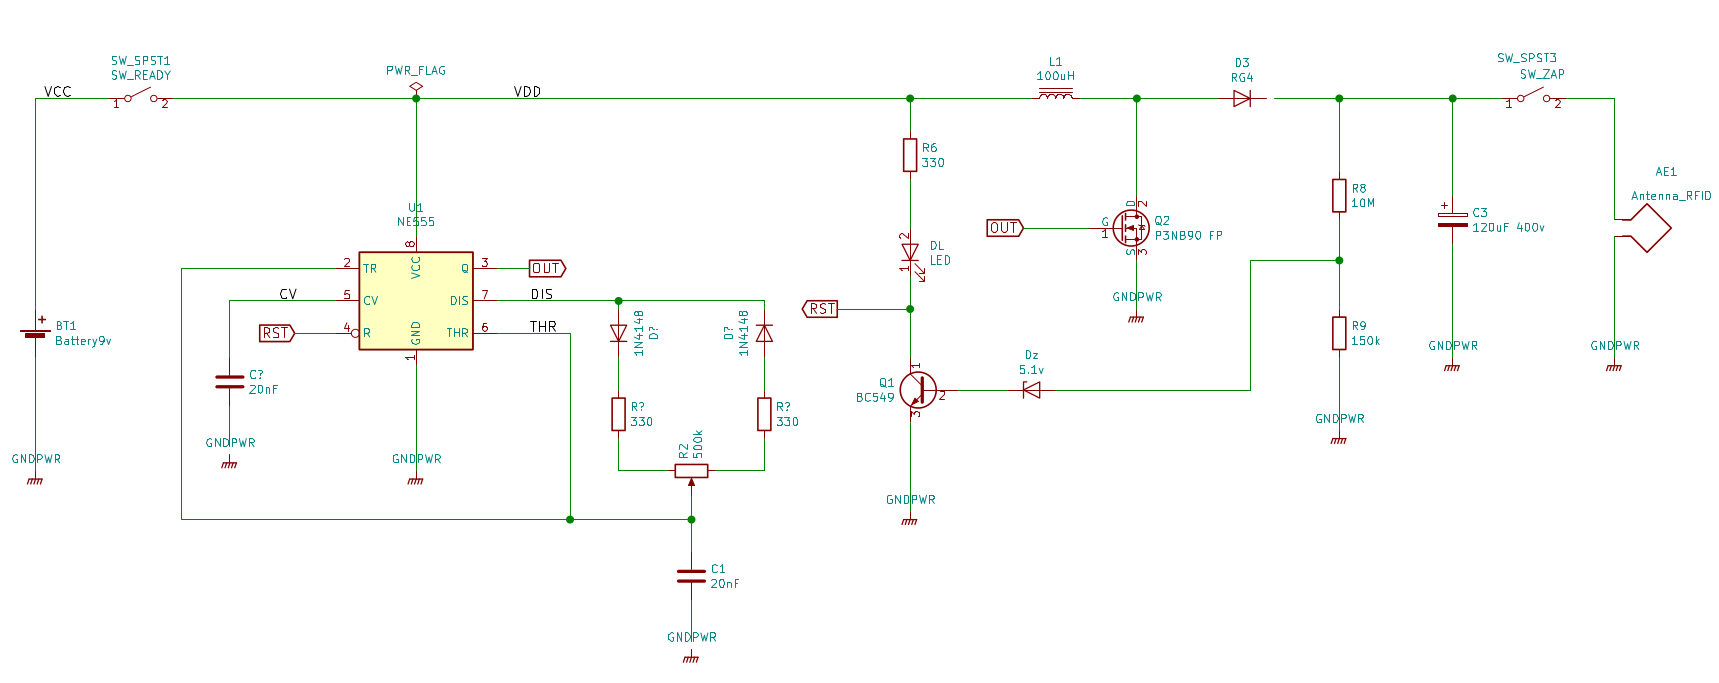 SW_SPST1
SW_READY
VCC
1
2
PWR_FLAG
VDD
L1
100uH
D3
RG4
SW_SPST3
SW_ZAP
1
2
R6
330
AE1
Antenna_RFID
R8
10M
U1
NE555
8
VCC
2
TR
Q
3
OUT
CV
5
CV
DIS
7
DIS
RST
4
R
GND
THR
6
THR
1
BT1
Battery9v
+
C?
20nF
GNDPWR
GNDPWR
GNDPWR
1N4148
D?
D?
1N4148
R?
330
R?
330
R2
500k
C1
20nF
GNDPWR
2
DL
LED
1
RST
Q1
BC549
1
2
3
GNDPWR
Dz
5.1v
OUT
G
1
D
2
S
3
Q2
P3NB90 FP
GNDPWR
+
C3
120uF 400v
R9
150k
GNDPWR
GNDPWR
GNDPWR